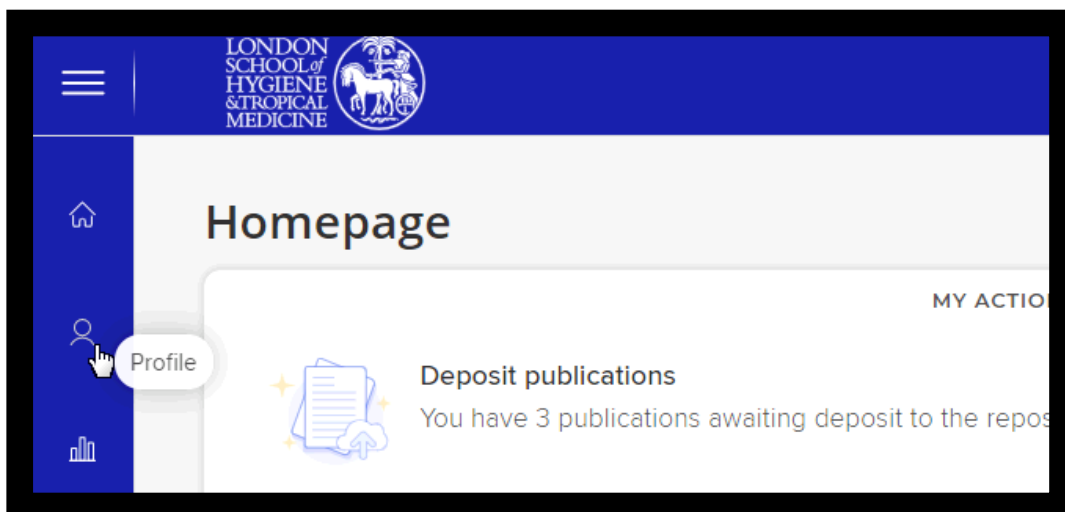 LONDON
SCHOOL of
HYGIENE
& TROPICAL
MEDICINE
Homepage
MY ACTIO
Profile
Deposit publications
You have 3 publications awaiting deposit to the repos